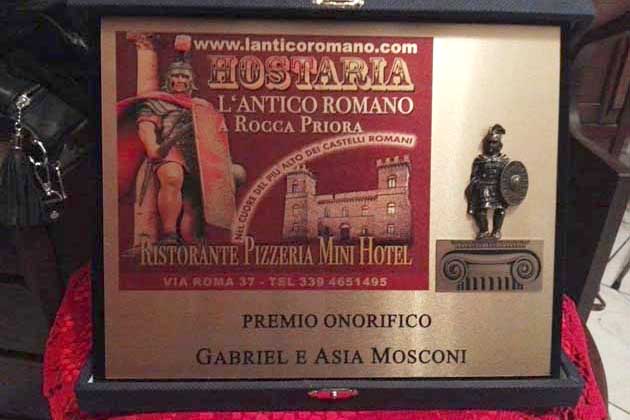 www.lanticoromano.com
HOSTARIA
L'ANTICO ROMANO
A ROCCA PRIORA
NEL CUORE DEL PIÙ ALTO DEI CASTELLI ROMANI
RISTORANTE PIZZERIA MINI HOTEL
VIA ROMA 37 - TEL 339 4651495
PREMIO ONORIFICO
GABRIEL E ASIA MOSCONI